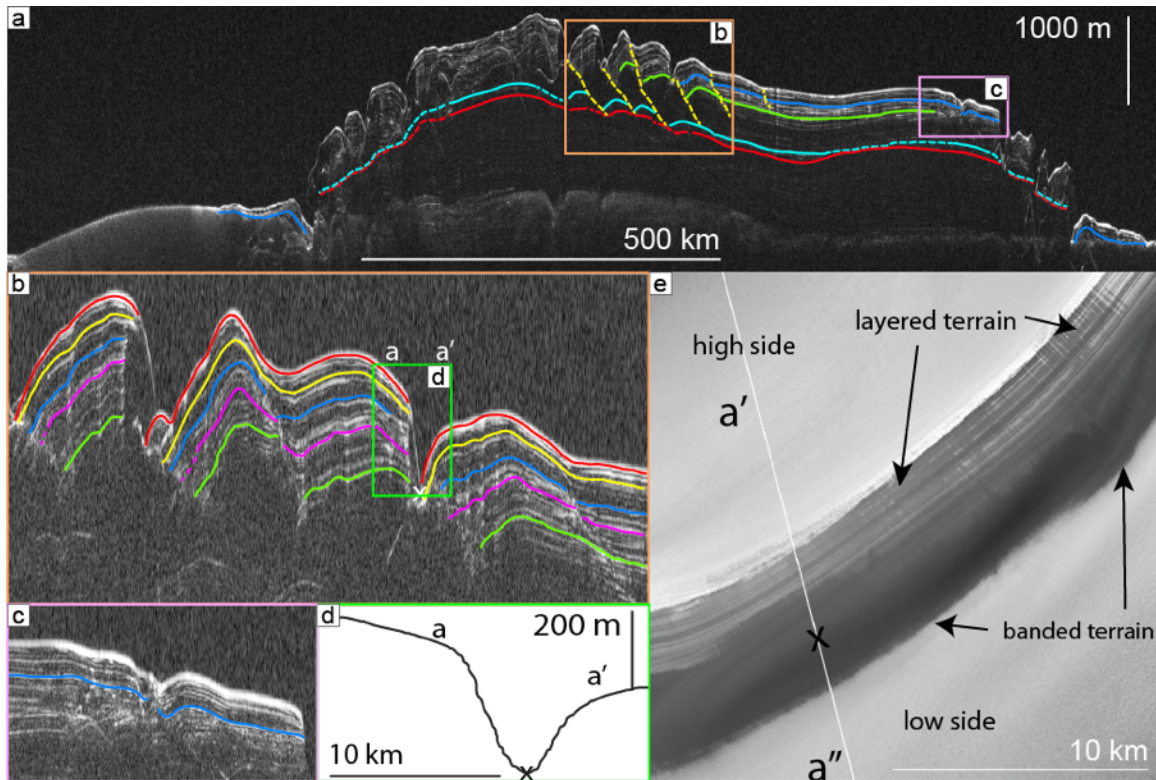 a
b
1000 m
c
500 km
b
a a'
d
e
layered terrain
high side
a'
X
banded terrain
low side
a"
10 km
c
d
a
200 m
a'
10 km
x